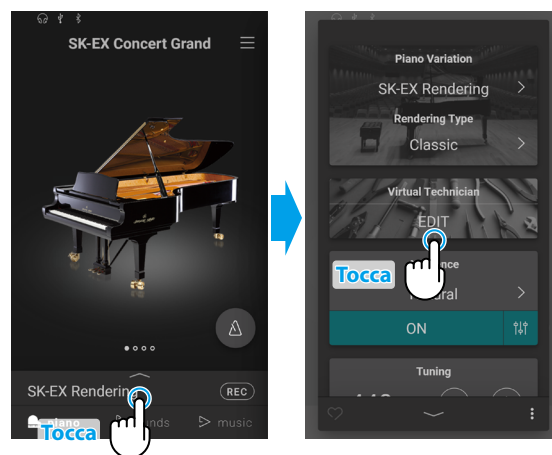 SK-EX Concert Grand
SK-EX Rendering
REC
piano
music
Tocca
Piano Variation
SK-EX Rendering
Rendering Type
Classic
Virtual Technician
EDIT
Tocca
ON
Tuning